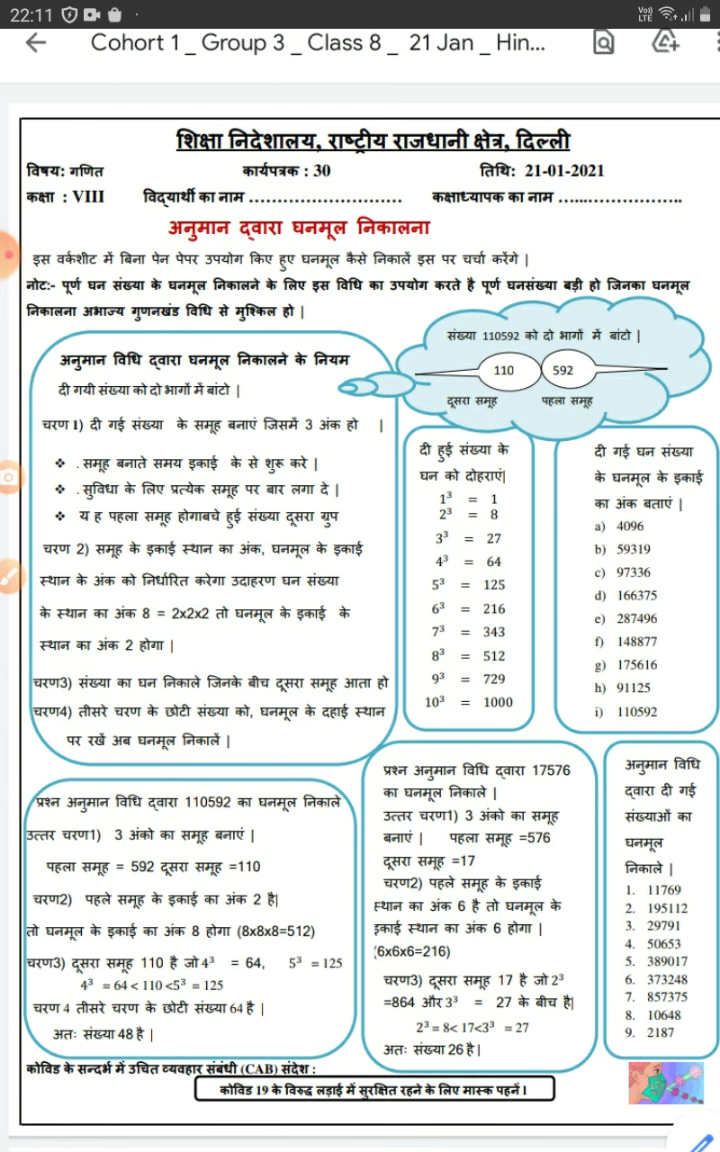 22:11
Vo) LTE
Cohort 1 _ Group 3 _ Class 8 _ 21 Jan _ Hin...
शिक्षा निदेशालय, राष्ट्रीय राजधानी क्षेत्र, दिल्ली
विषय: गणित कार्यपत्रक : 30 तिथि: 21-01-2021
कक्षा : VIII विद्यार्थी का नाम ............................ कक्षाध्यापक का नाम ........................
अनुमान द्वारा घनमूल निकालना
इस वर्कशीट में बिना पेन पेपर उपयोग किए हुए घनमूल कैसे निकालें इस पर चर्चा करेंगे |
नोट:- पूर्ण घन संख्या के घनमूल निकालने के लिए इस विधि का उपयोग करते है पूर्ण घनसंख्या बड़ी हो जिनका घनमूल
निकालना अभाज्य गुणनखंड विधि से मुश्किल हो |
संख्या 110592 को दो भागों में बांटो |
110 592
दूसरा समूह पहला समूह
अनुमान विधि द्वारा घनमूल निकालने के नियम
दी गयी संख्या को दो भागों में बांटो |
चरण 1) दी गई संख्या के समूह बनाएं जिसमें 3 अंक हो |
❖ . समूह बनाते समय इकाई के से शुरू करे |
❖ . सुविधा के लिए प्रत्येक समूह पर बार लगा दे |
❖ य ह पहला समूह होगाबचे हुई संख्या दूसरा ग्रुप
चरण 2) समूह के इकाई स्थान का अंक, घनमूल के इकाई
स्थान के अंक को निर्धारित करेगा उदाहरण घन संख्या
के स्थान का अंक 8 = 2x2x2 तो घनमूल के इकाई के
स्थान का अंक 2 होगा |
चरण3) संख्या का घन निकाले जिनके बीच दूसरा समूह आता हो
चरण4) तीसरे चरण के छोटी संख्या को, घनमूल के दहाई स्थान
पर रखें अब घनमूल निकालें |
दी हुई संख्या के
घन को दोहराएं|
1³ = 1
2³ = 8
3³ = 27
4³ = 64
5³ = 125
6³ = 216
7³ = 343
8³ = 512
9³ = 729
10³ = 1000
दी गई घन संख्या
के घनमूल के इकाई
का अंक बताएं |
a) 4096
b) 59319
c) 97336
d) 166375
e) 287496
f) 148877
g) 175616
h) 91125
i) 110592
प्रश्न अनुमान विधि द्वारा 110592 का घनमूल निकाले
उत्तर चरण1) 3 अंकों का समूह बनाएं |
पहला समूह = 592 दूसरा समूह =110
चरण2) पहले समूह के इकाई का अंक 2 है|
तो घनमूल के इकाई का अंक 8 होगा (8x8x8=512)
चरण3) दूसरा समूह 110 है जो 4³ = 64, 5³ = 125
4³ = 64 < 110 <5³ = 125
चरण 4 तीसरे चरण के छोटी संख्या 64 है |
अतः संख्या 48 है |
प्रश्न अनुमान विधि द्वारा 17576
का घनमूल निकाले |
उत्तर चरण1) 3 अंको का समूह
बनाएं | पहला समूह =576
दूसरा समूह =17
चरण2) पहले समूह के इकाई
स्थान का अंक 6 है तो घनमूल के
इकाई स्थान का अंक 6 होगा |
(6x6x6=216)
चरण3) दूसरा समूह 17 है जो 2³
=864 और 3³ = 27 के बीच है|
2³ = 8< 17<3³ = 27
अतः संख्या 26 है |
अनुमान विधि
द्वारा दी गई
संख्याओं का
घनमूल
निकाले |
1. 11769
2. 195112
3. 29791
4. 50653
5. 389017
6. 373248
7. 857375
8. 10648
9. 2187
कोविड के सन्दर्भ में उचित व्यवहार संबंधी (CAB) संदेश :
कोविड 19 के विरुद्ध लड़ाई में सुरक्षित रहने के लिए मास्क पहनें।